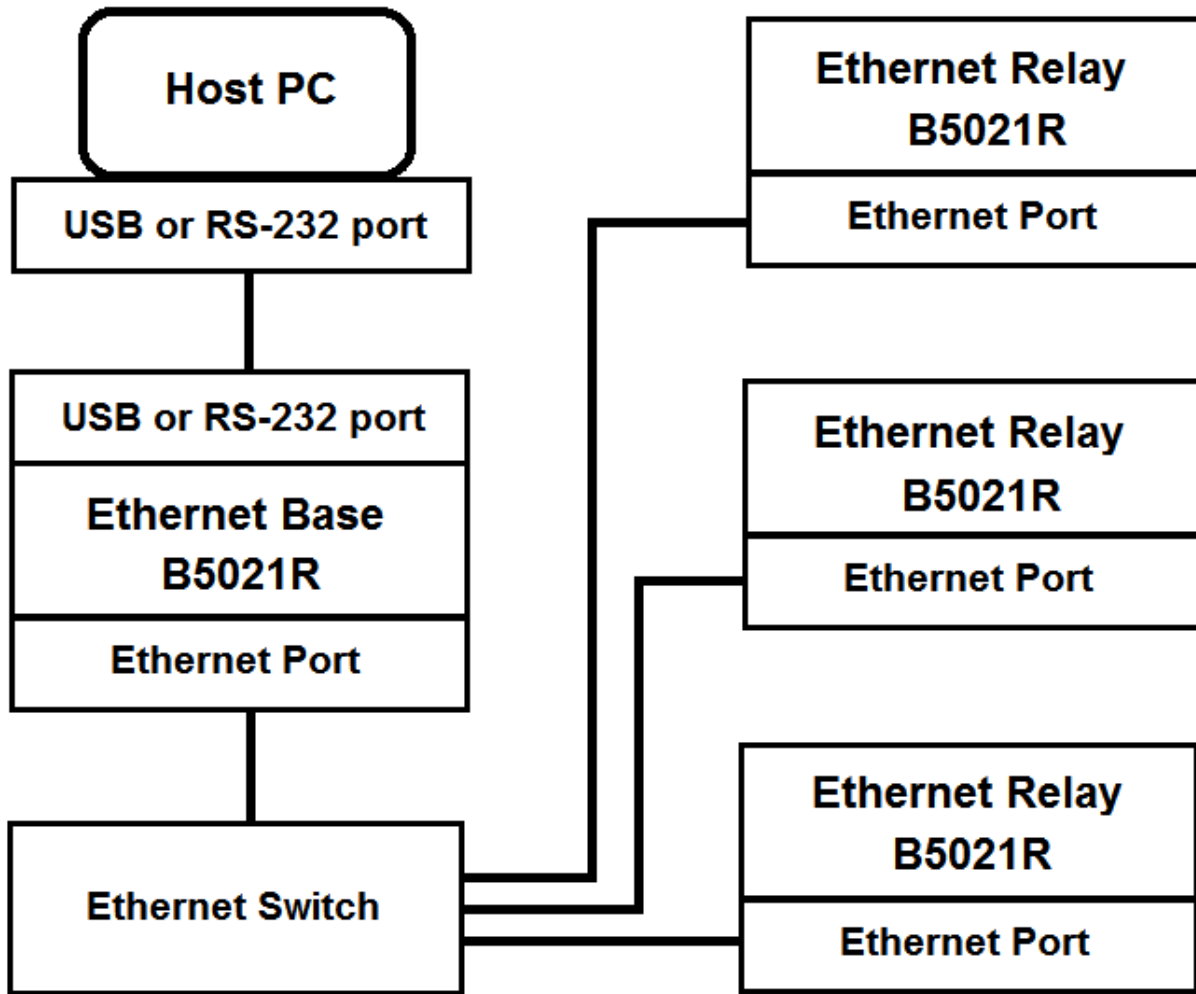 Host PC
USB or RS-232 port
USB or RS-232 port
Ethernet Base
B5021R
Ethernet Port
Ethernet Switch
Ethernet Relay
B5021R
Ethernet Port
Ethernet Relay
B5021R
Ethernet Port
Ethernet Relay
B5021R
Ethernet Port